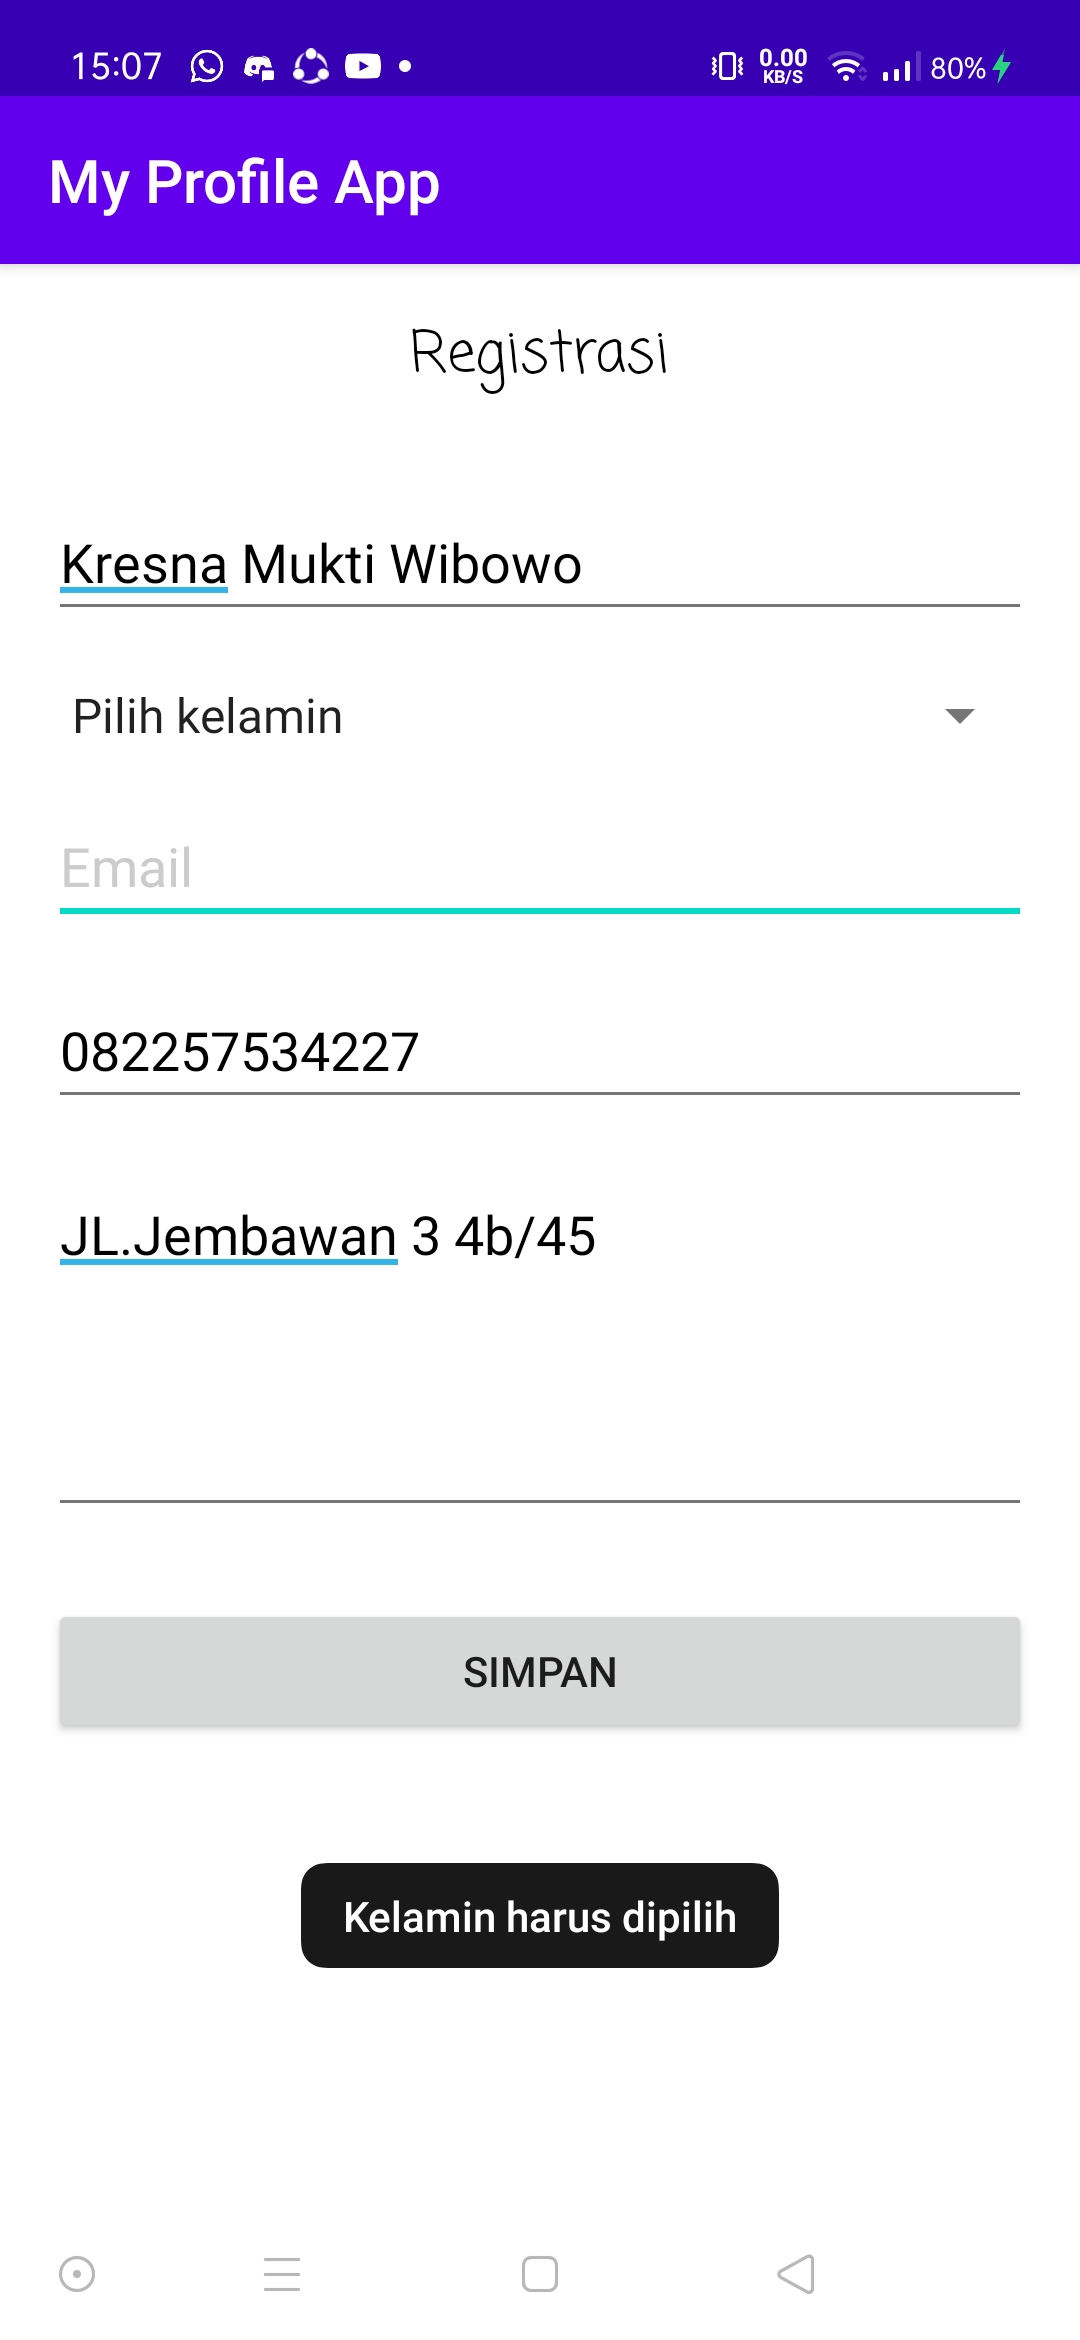 15:07 0.00 KB/S 80%
My Profile App
Registrasi
Kresna Mukti Wibowo
Pilih kelamin
Email
082257534227
JL.Jembawan 3 4b/45
SIMPAN
Kelamin harus dipilih